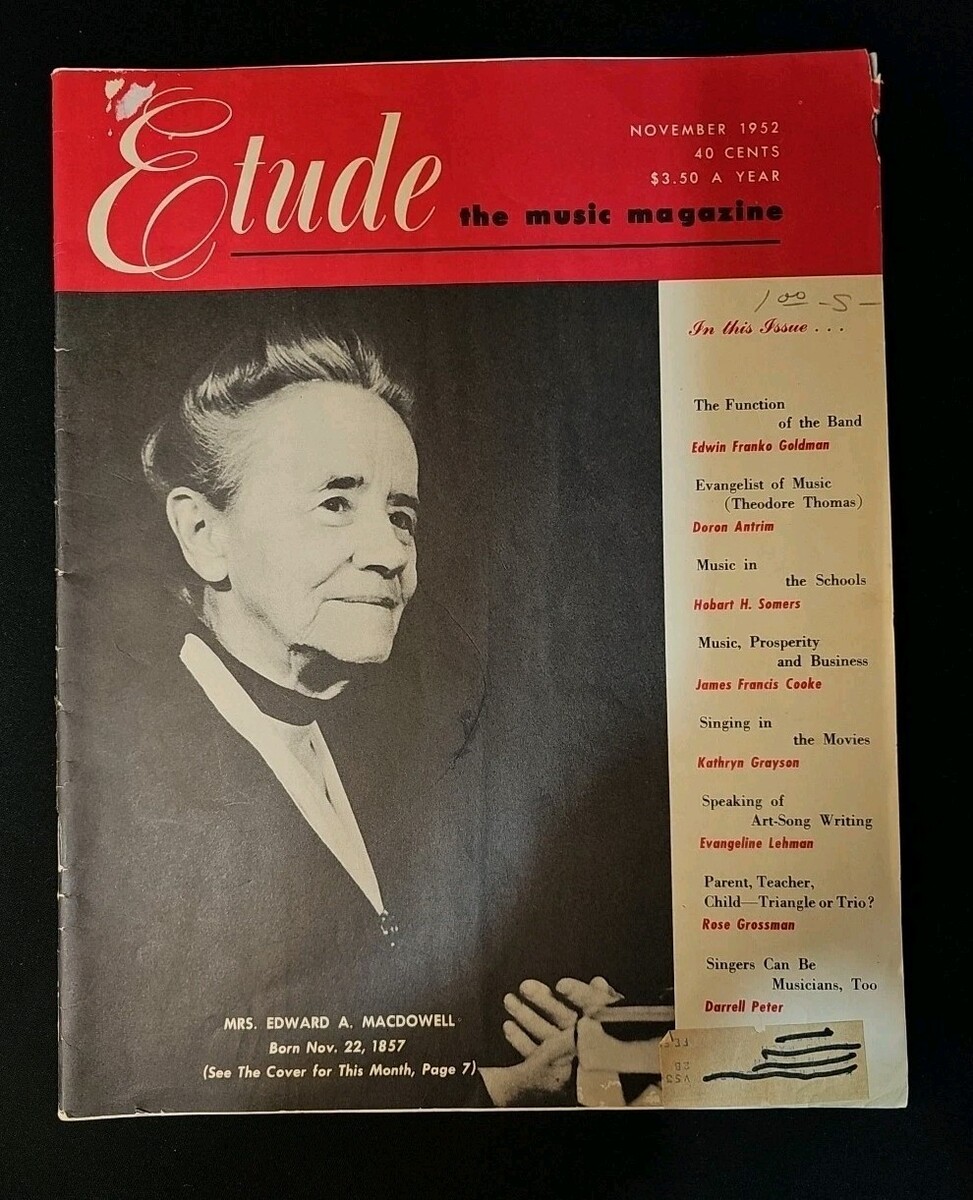 Etude
NOVEMBER 1952
40 CENTS
$3.50 A YEAR
the music magazine
1 00 - S -
In this Issue . . .
The Function
of the Band
Edwin Franko Goldman
Evangelist of Music
(Theodore Thomas)
Doron Antrim
Music in
the Schools
Hobart H. Somers
Music, Prosperity
and Business
James Francis Cooke
Singing in
the Movies
Kathryn Grayson
Speaking of
Art-Song Writing
Evangeline Lehman
Parent, Teacher,
Child—Triangle or Trio?
Rose Grossman
Singers Can Be
Musicians, Too
Darrell Peter
MRS. EDWARD A. MACDOWELL
Born Nov. 22, 1857
(See The Cover for This Month, Page 7)